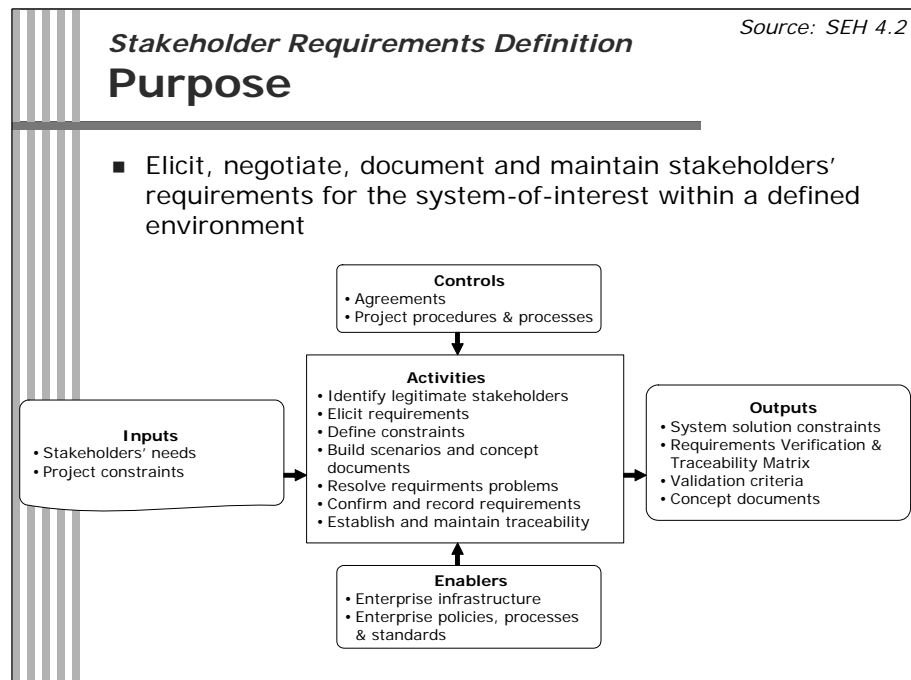 Source: SEH 4.2
Stakeholder Requirements Definition
Purpose
■ Elicit, negotiate, document and maintain stakeholders'
requirements for the system-of-interest within a defined
environment
Controls
• Agreements
• Project procedures & processes
Inputs
• Stakeholders' needs
• Project constraints
Activities
• Identify legitimate stakeholders
• Elicit requirements
• Define constraints
• Build scenarios and concept
documents
• Resolve requirments problems
• Confirm and record requirements
• Establish and maintain traceability
Outputs
• System solution constraints
• Requirements Verification &
Traceability Matrix
• Validation criteria
• Concept documents
Enablers
• Enterprise infrastructure
• Enterprise policies, processes
& standards